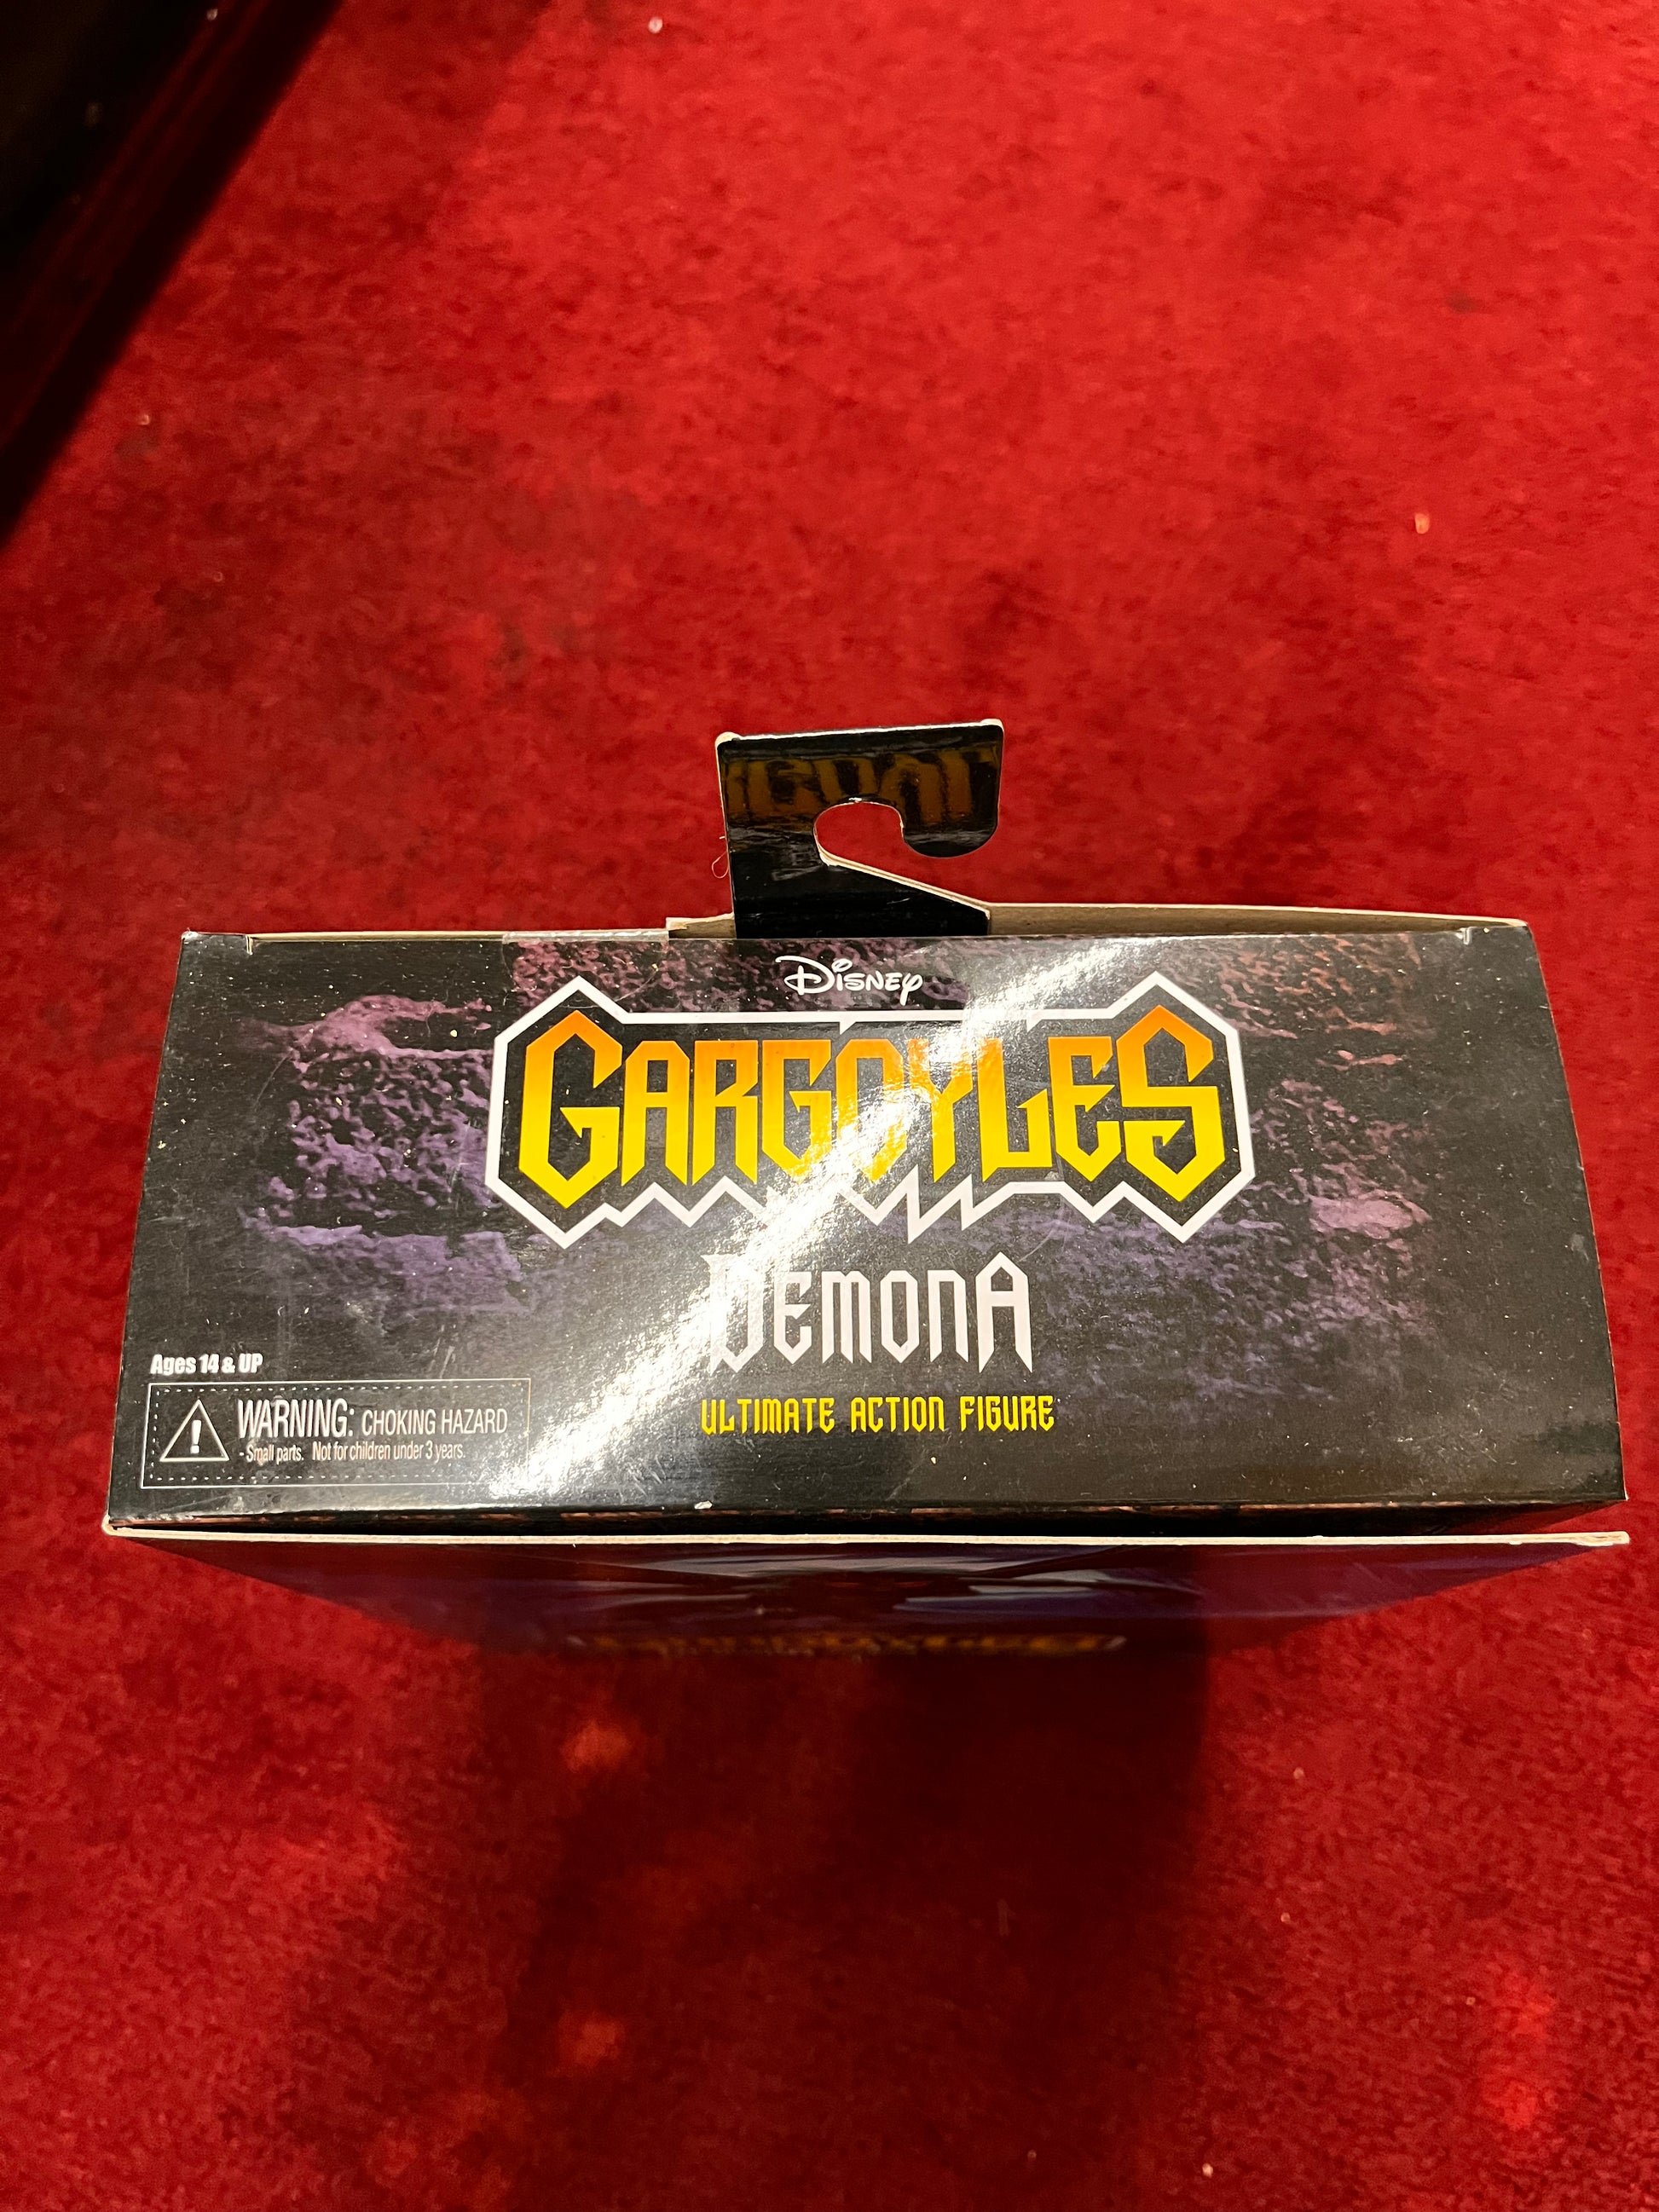 Disney
GARGOYLES
DEMONA
ULTIMATE ACTION FIGURE
Ages 14 & UP
WARNING: CHOKING HAZARD
- Small parts. Not for children under 3 years.